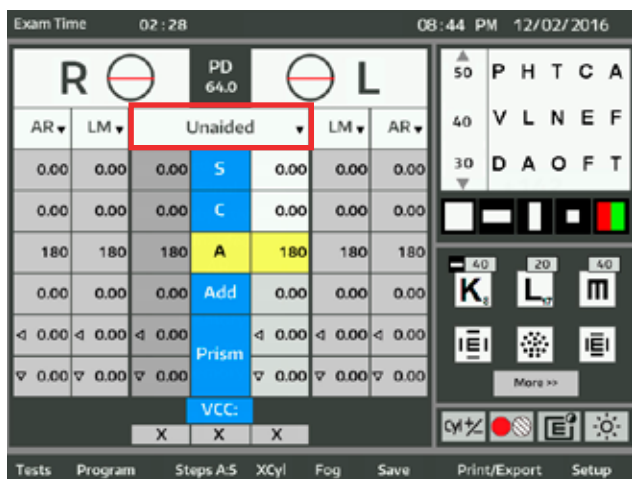 Exam Time 02:28 08:44 PM 12/02/2016
R PD 64.0 L
AR LM Unaided LM AR
0.00 0.00 0.00 S 0.00 0.00 0.00
0.00 0.00 0.00 C 0.00 0.00 0.00
180 180 180 A 180 180 180
0.00 0.00 0.00 Add 0.00 0.00 0.00
0.00 0.00 0.00 Prism 0.00 0.00 0.00
0.00 0.00 0.00 0.00 0.00 0.00
VCC:
X X X
50 P H T C A
40 V L N E F
30 D A O F T
40 20 40
K L m
E E
More >>
Cyl +/- E
Tests Program Steps A:5 XCyl Fog Save Print/Export Setup